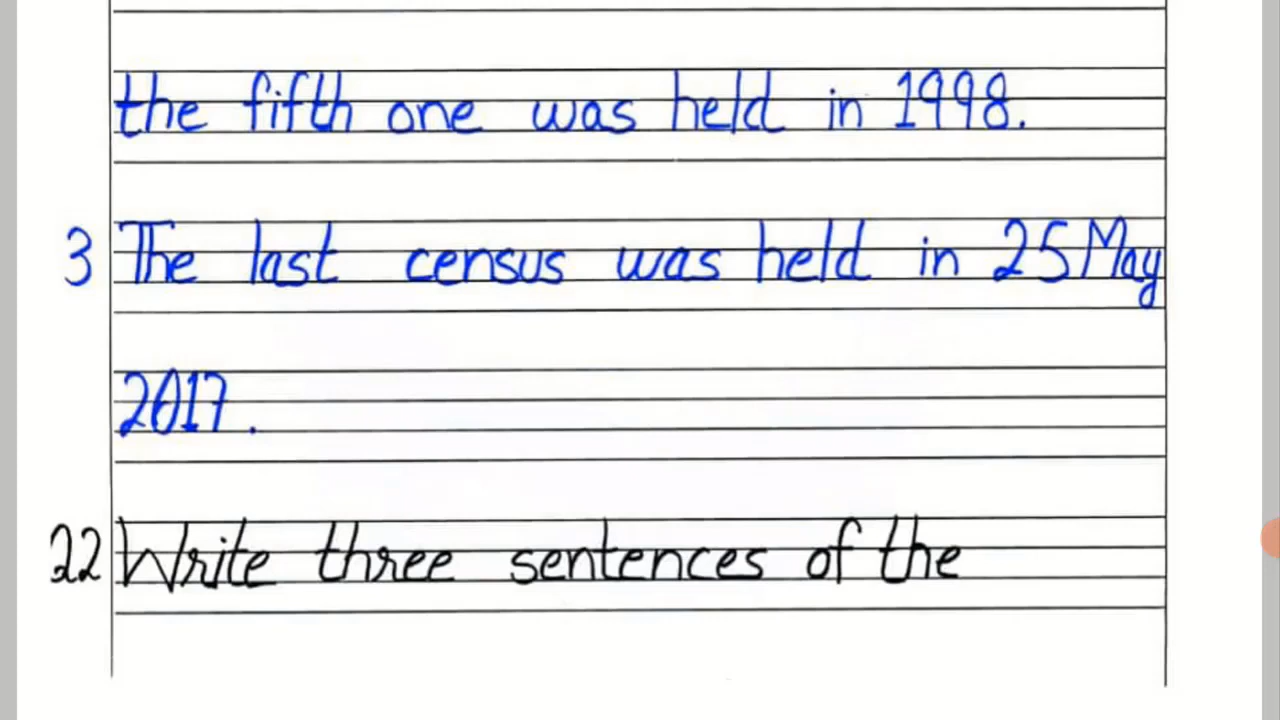 the fifth one was held in 1998.
3 The last census was held in 25 May
2017.
22 Write three sentences of the